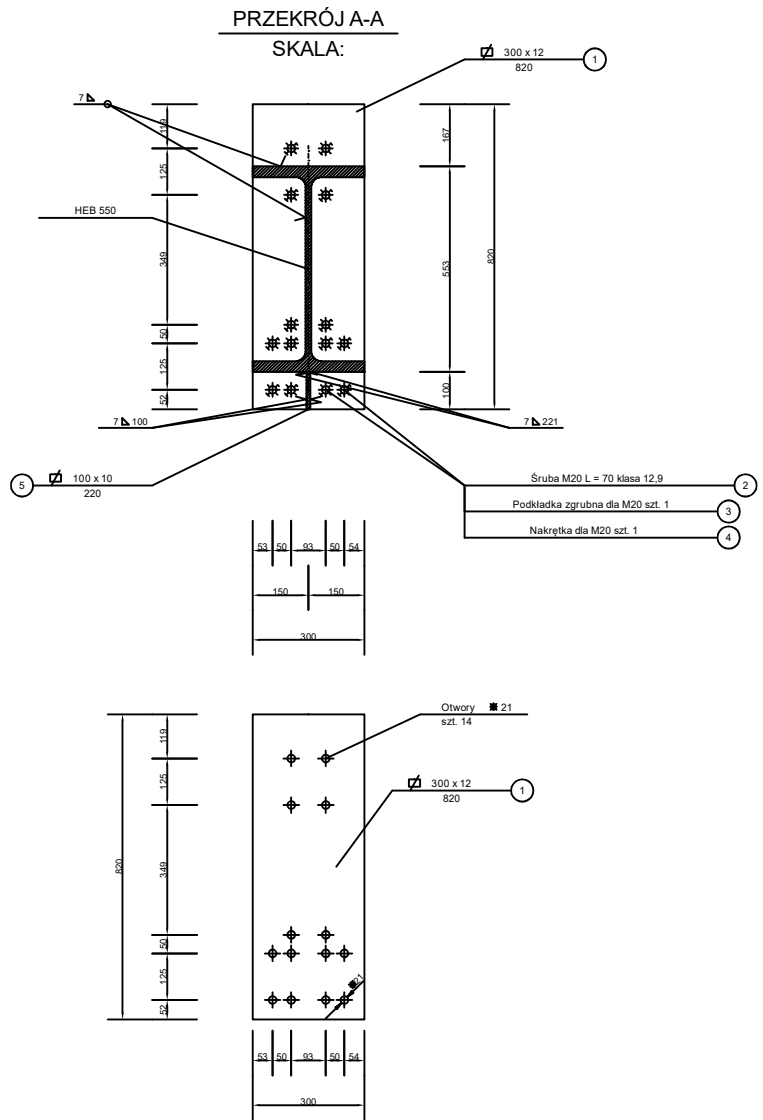 PRZEKRÓJ A-A
SKALA:
300 x 12
820
1
7
119
125
349
50
125
52
167
553
100
820
HEB 550
7 100
7 221
5
100 x 10
220
Śruba M20 L = 70 klasa 12,9
2
Podkładka zgrubna dla M20 szt. 1
3
Nakrętka dla M20 szt. 1
4
53 50 93 50 54
150 150
300
Otwory 21
szt. 14
300 x 12
820
1
820
119
125
349
50
125
52
21
53 50 93 50 54
300